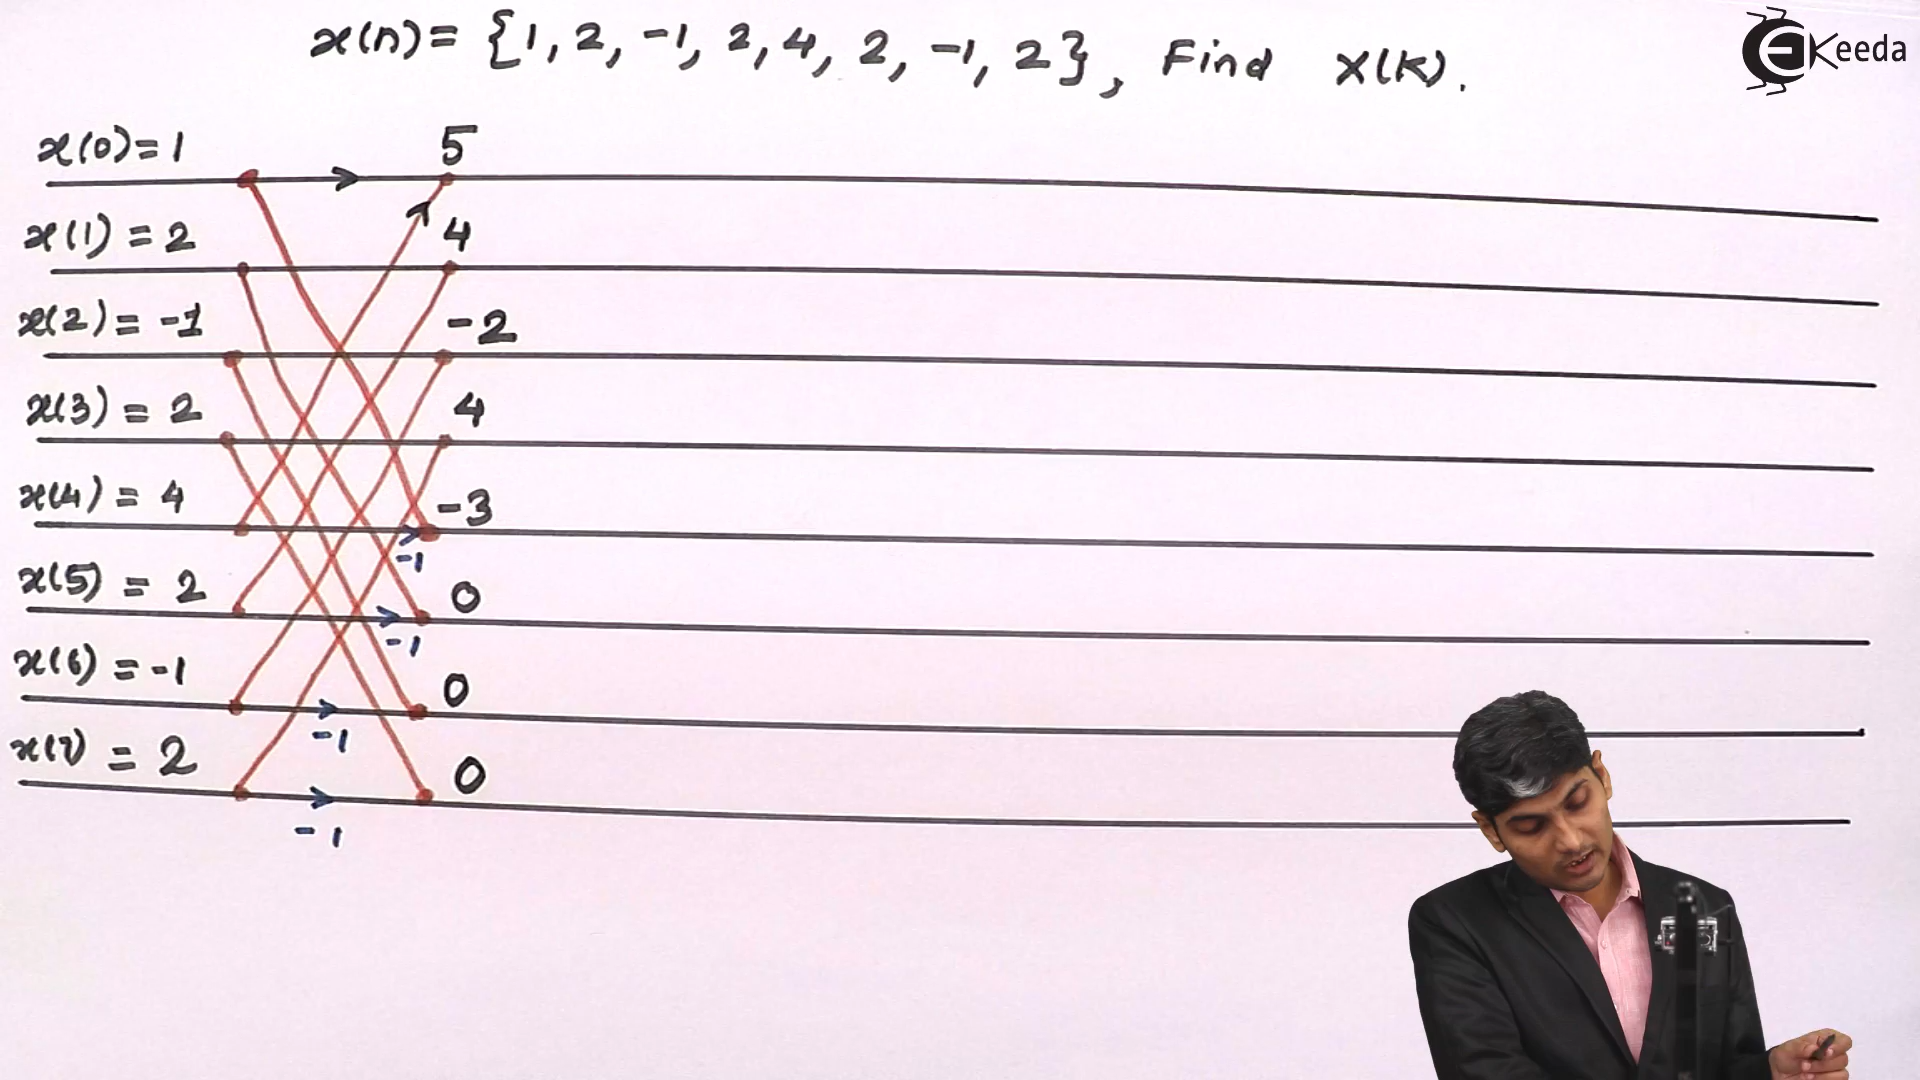 x(n) = {1, 2, -1, 2, 4, 2, -1, 2}, Find X(K).
EKeeda
x(0) = 1
5
x(1) = 2
4
x(2) = -1
-2
x(3) = 2
4
x(4) = 4
-3
-1
x(5) = 2
0
-1
x(6) = -1
0
-1
x(7) = 2
0
-1